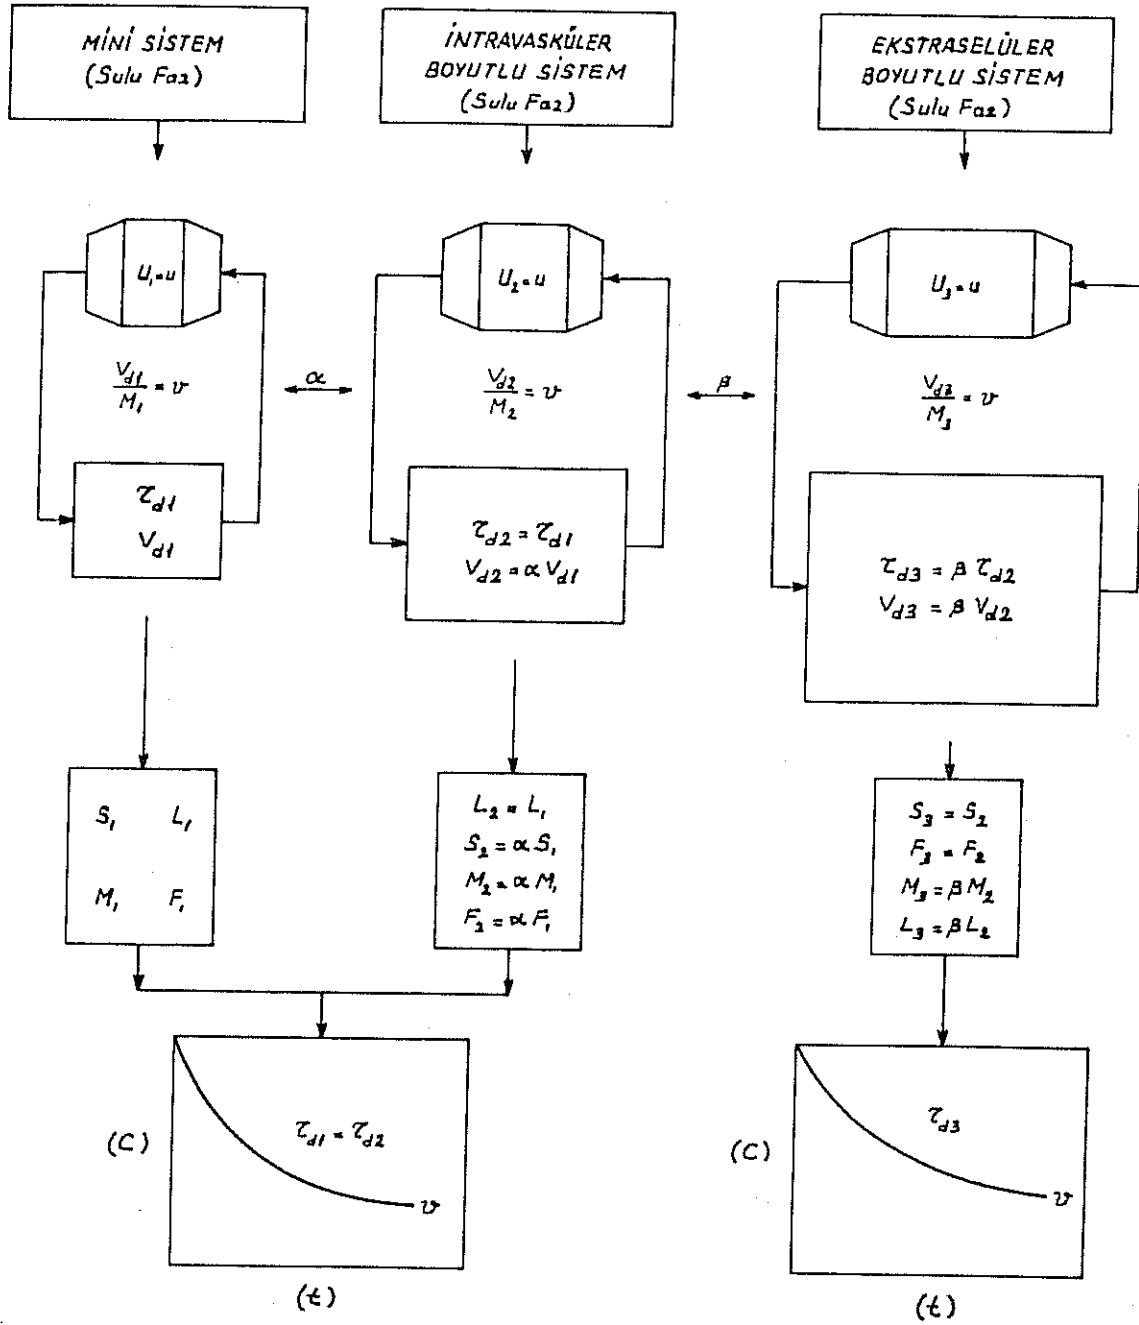 MİNİ SİSTEM
(Sulu Faz)
İNTRAVASKÜLER
BOYUTLU SİSTEM
(Sulu Faz)
EKSTRASELÜLER
BOYUTLU SİSTEM
(Sulu Faz)
U₁ = u
U₂ = u
U₃ = u
V_d1 / M₁ = v
α
V_d2 / M₂ = v
β
V_d3 / M₃ = v
τ_d1
V_d1
τ_d2 = τ_d1
V_d2 = α V_d1
τ_d3 = β τ_d2
V_d3 = β V_d2
S₁ L₁
M₁ F₁
L₂ = L₁
S₂ = α S₁
M₂ = α M₁
F₂ = α F₁
S₃ = S₂
F₃ = F₂
M₃ = β M₂
L₃ = β L₂
(C)
τ_d1 = τ_d2
v
(t)
(C)
τ_d3
v
(t)